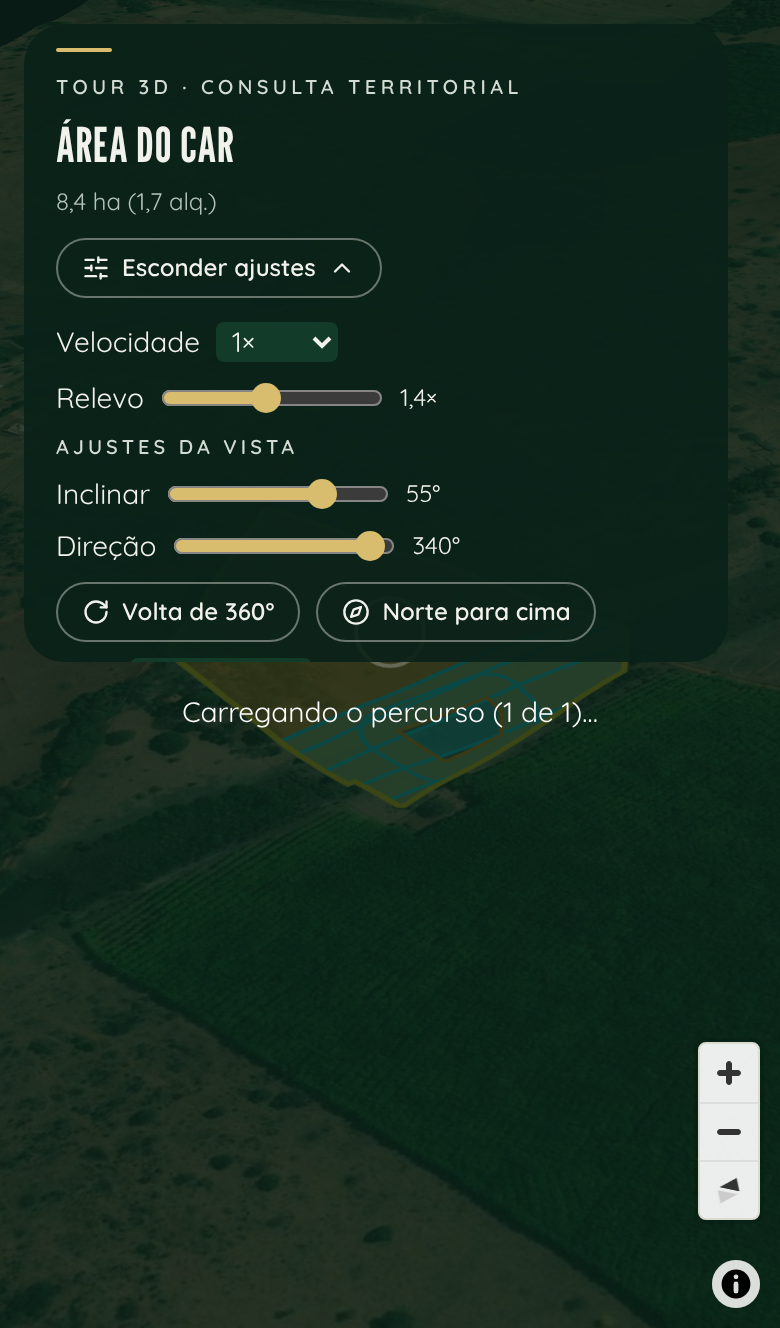 TOUR 3D · CONSULTA TERRITORIAL
ÁREA DO CAR
8,4 ha (1,7 alq.)
Esconder ajustes
Velocidade 1×
Relevo 1,4×
AJUSTES DA VISTA
Inclinar 55°
Direção 340°
Volta de 360° Norte para cima
Carregando o percurso (1 de 1)...